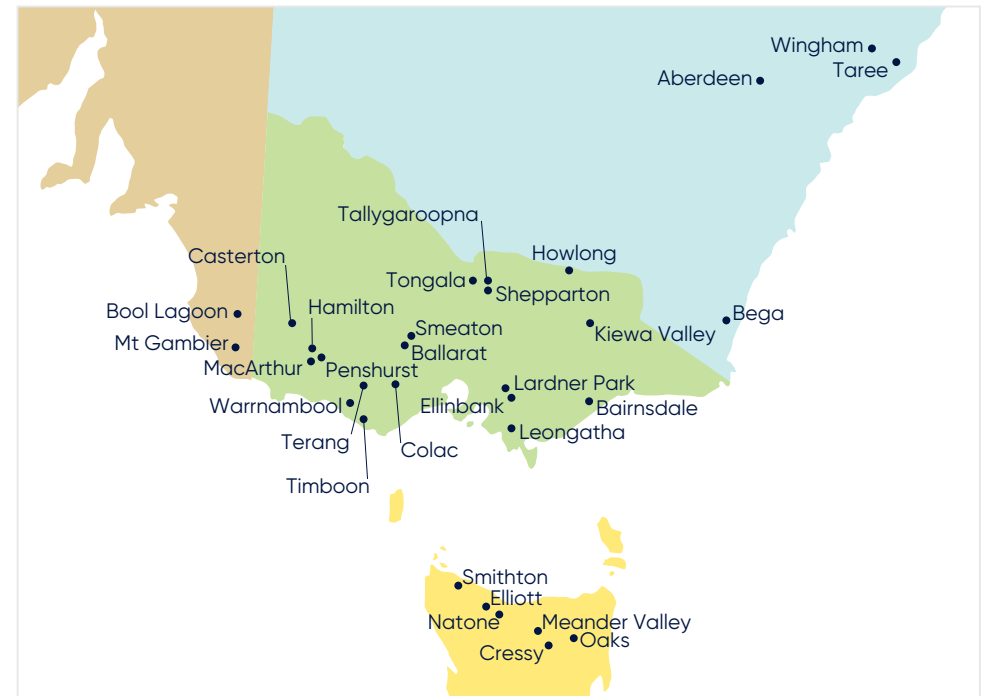 Wingham
Taree
Aberdeen
Tallygaroopna
Howlong
Casterton
Tongala
Shepparton
Hamilton
Bool Lagoon
Bega
Smeaton
Kiewa Valley
Mt Gambier
Ballarat
MacArthur
Penshurst
Lardner Park
Warrnambool
Ellinbank
Bairnsdale
Leongatha
Terang
Colac
Timboon
Smithton
Elliott
Natone
Meander Valley
Oaks
Cressy